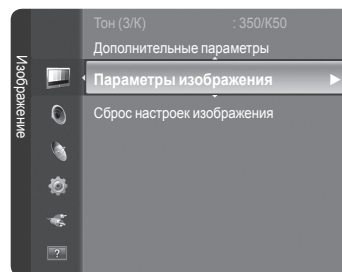 Изображение
Тон (З/К) : 350/К50
Дополнительные параметры
Параметры изображения
Сброс настроек изображения
?